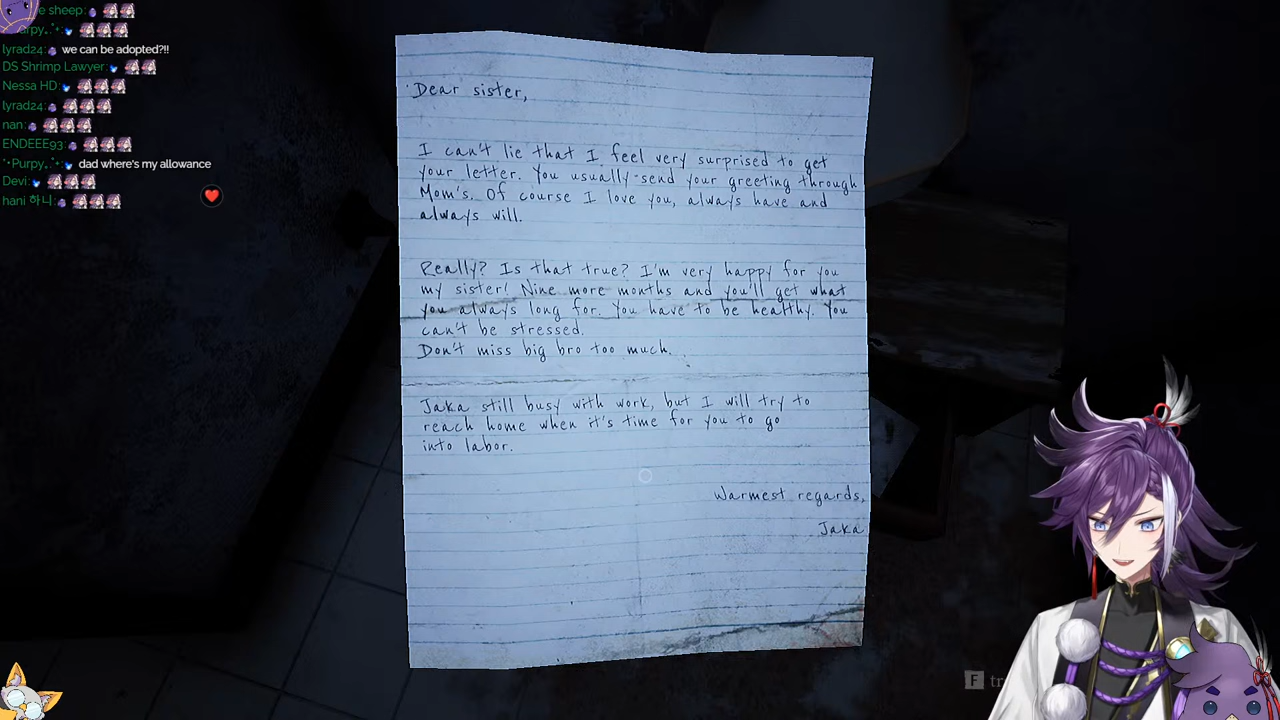 e sheep:
rpy｡˚+:
lyrad24: we can be adopted?!!
DS Shrimp Lawyer:
Nessa HD:
lyrad24:
nan:
ENDEEE93:
Purpy｡˚+: dad where's my allowance
Devi:
hani 하니:
Dear sister,
I can't lie that I feel very surprised to get
your letter. You usually send your greeting through
Mom's. Of course I love you, always have and
always will.
Really? Is that true? I'm very happy for you
my sister! Nine more months and you'll get what
you always long for. You have to be healthy. You
can't be stressed.
Don't miss big bro too much.
Jaka still busy with work, but I will try to
reach home when it's time for you to go
into labor.
Warmest regards,
Jaka
F tr